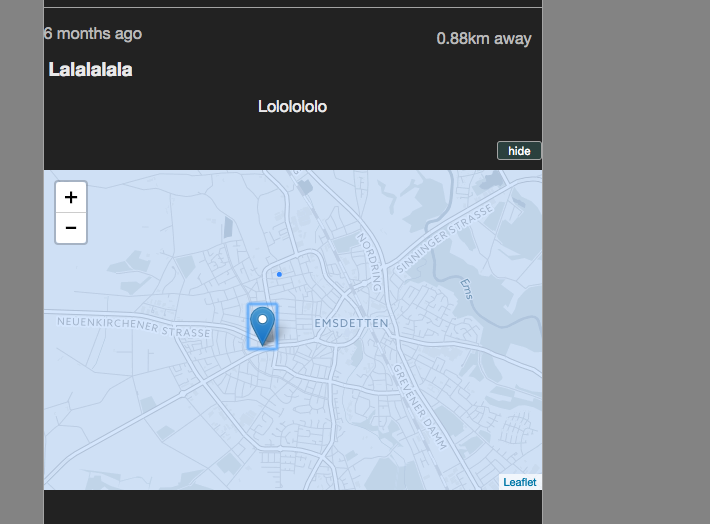 6 months ago
0.88km away
Lalalalala
Lololololo
hide
+
−
NORDRING
SINNINGER STRASSE
Ems
NEUENKIRCHENER STRASSE
EMSDETTEN
GREVENER DAMM
Leaflet